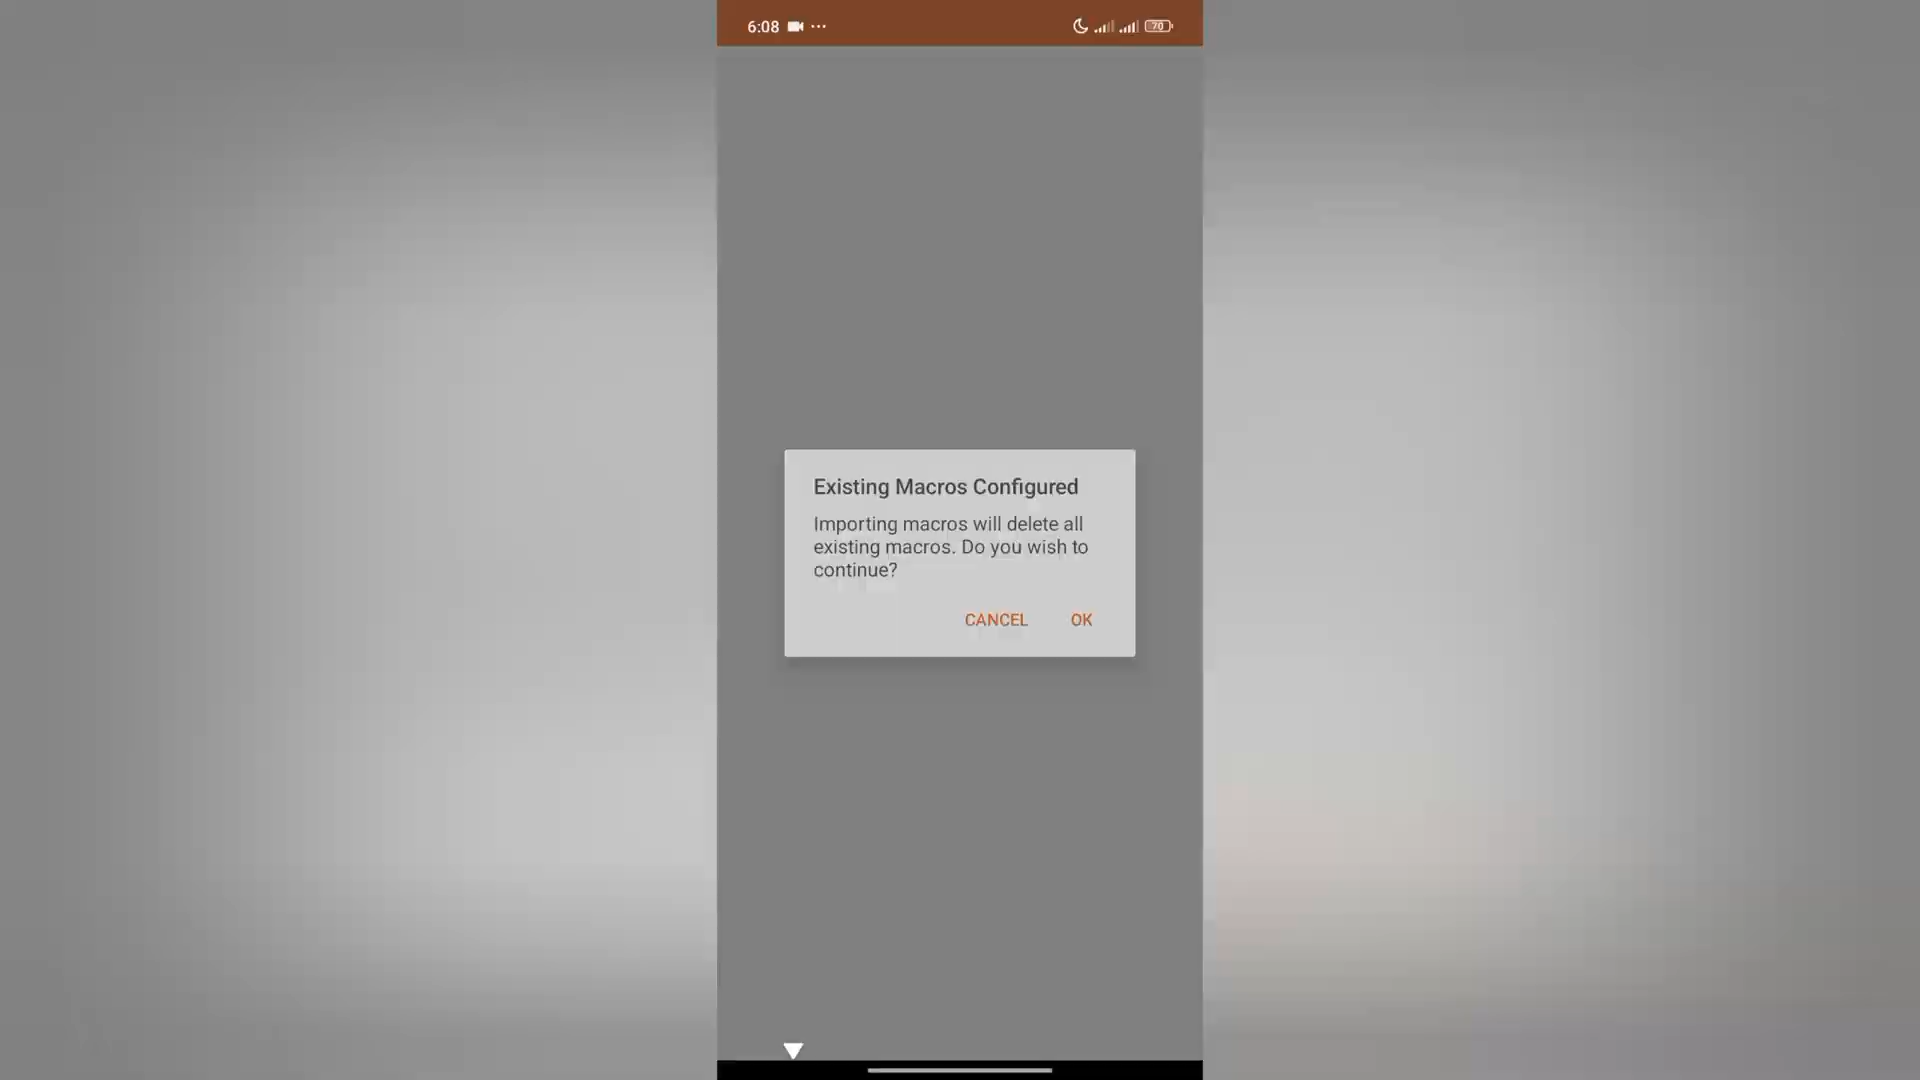 6:08
70
Existing Macros Configured
Importing macros will delete all
existing macros. Do you wish to
continue?
CANCEL OK